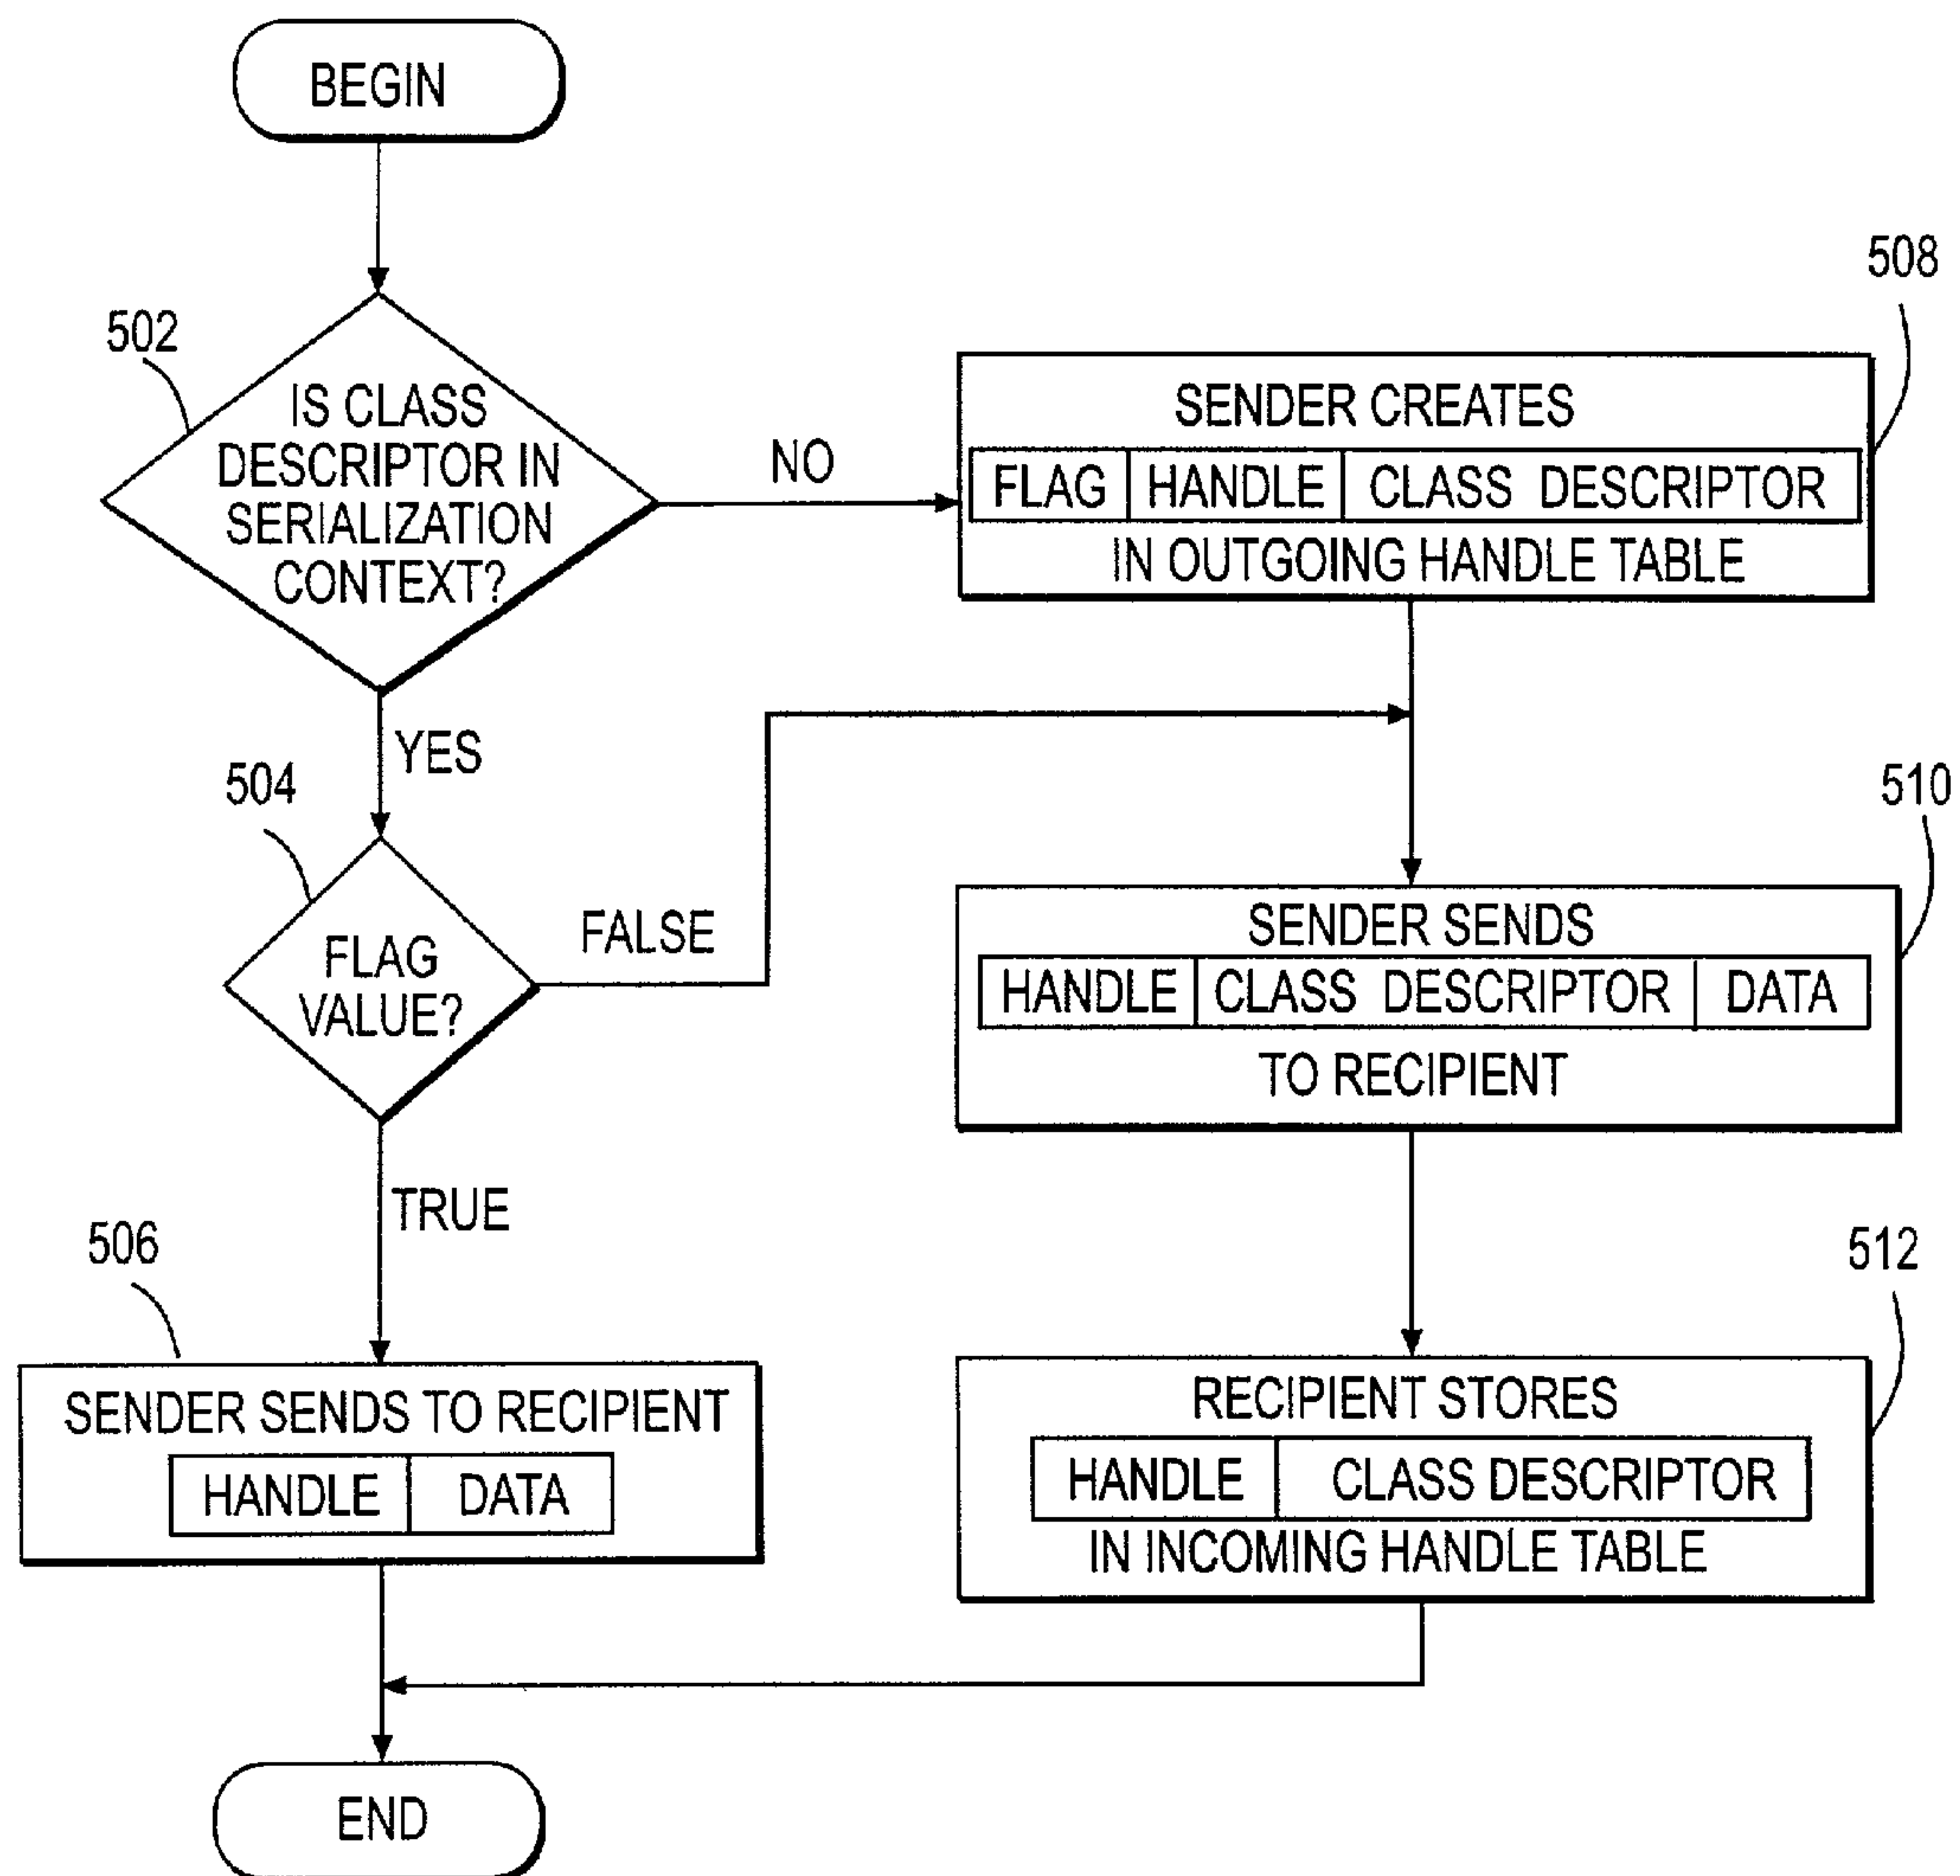 BEGIN
502
IS CLASS
DESCRIPTOR IN
SERIALIZATION
CONTEXT?
NO
508
SENDER CREATES
FLAG HANDLE CLASS DESCRIPTOR
IN OUTGOING HANDLE TABLE
YES
504
FLAG
VALUE?
FALSE
510
SENDER SENDS
HANDLE CLASS DESCRIPTOR DATA
TO RECIPIENT
TRUE
506
SENDER SENDS TO RECIPIENT
HANDLE DATA
512
RECIPIENT STORES
HANDLE CLASS DESCRIPTOR
IN INCOMING HANDLE TABLE
END